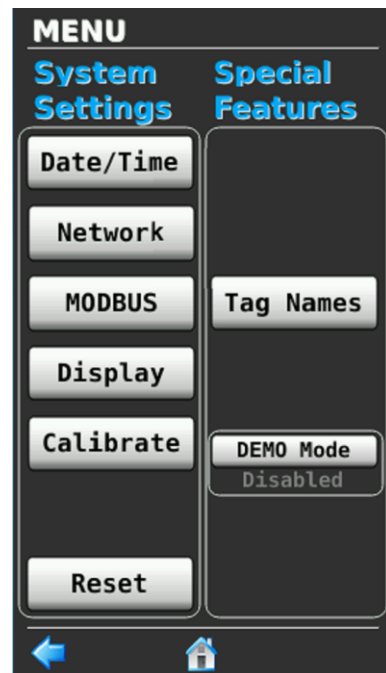 MENU
System
Settings
Special
Features
Date/Time
Network
MODBUS
Display
Calibrate
Reset
Tag Names
DEMO Mode
Disabled